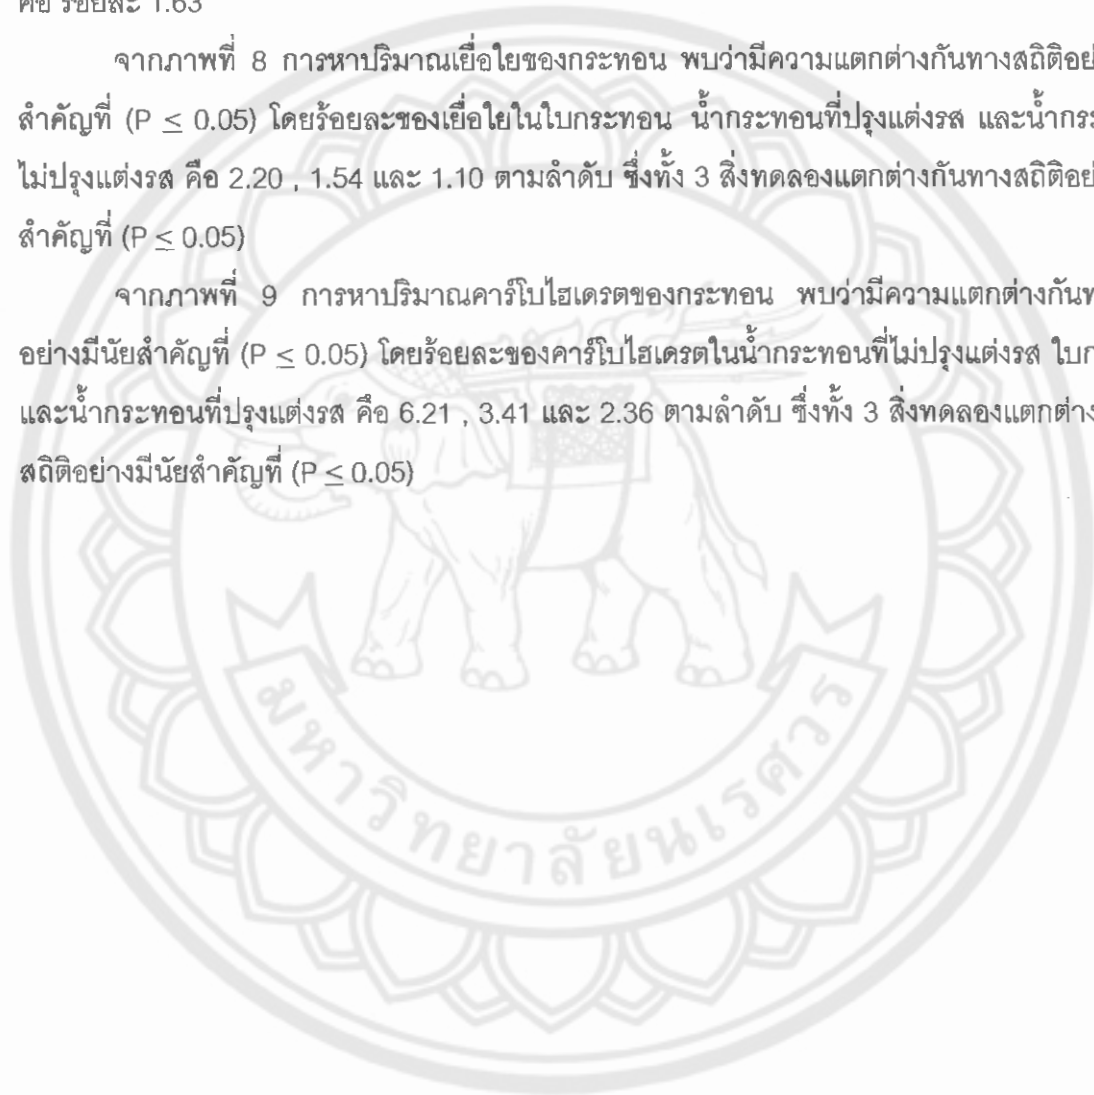 คือ ร้อยละ 1.63
จากภาพที่ 8 การหาปริมาณเยื่อใยของกระทอน พบว่ามีความแตกต่างกันทางสถิติอย่
สำคัญที่ (P ≤ 0.05) โดยร้อยละของเยื่อใยในใบกระทอน น้ำกระทอนที่ปรุงแต่งรส และน้ำกระ
ไม่ปรุงแต่งรส คือ 2.20 , 1.54 และ 1.10 ตามลำดับ ซึ่งทั้ง 3 สิ่งทดลองแตกต่างกันทางสถิติอย่
สำคัญที่ (P ≤ 0.05)
จากภาพที่ 9 การหาปริมาณคาร์โบไฮเดรตของกระทอน พบว่ามีความแตกต่างกันท
อย่างมีนัยสำคัญที่ (P ≤ 0.05) โดยร้อยละของคาร์โบไฮเดรตในน้ำกระทอนที่ไม่ปรุงแต่งรส ใบก
และน้ำกระทอนที่ปรุงแต่งรส คือ 6.21 , 3.41 และ 2.36 ตามลำดับ ซึ่งทั้ง 3 สิ่งทดลองแตกต่าง
สถิติอย่างมีนัยสำคัญที่ (P ≤ 0.05)
มหาวิทยาลัยนเรศวร